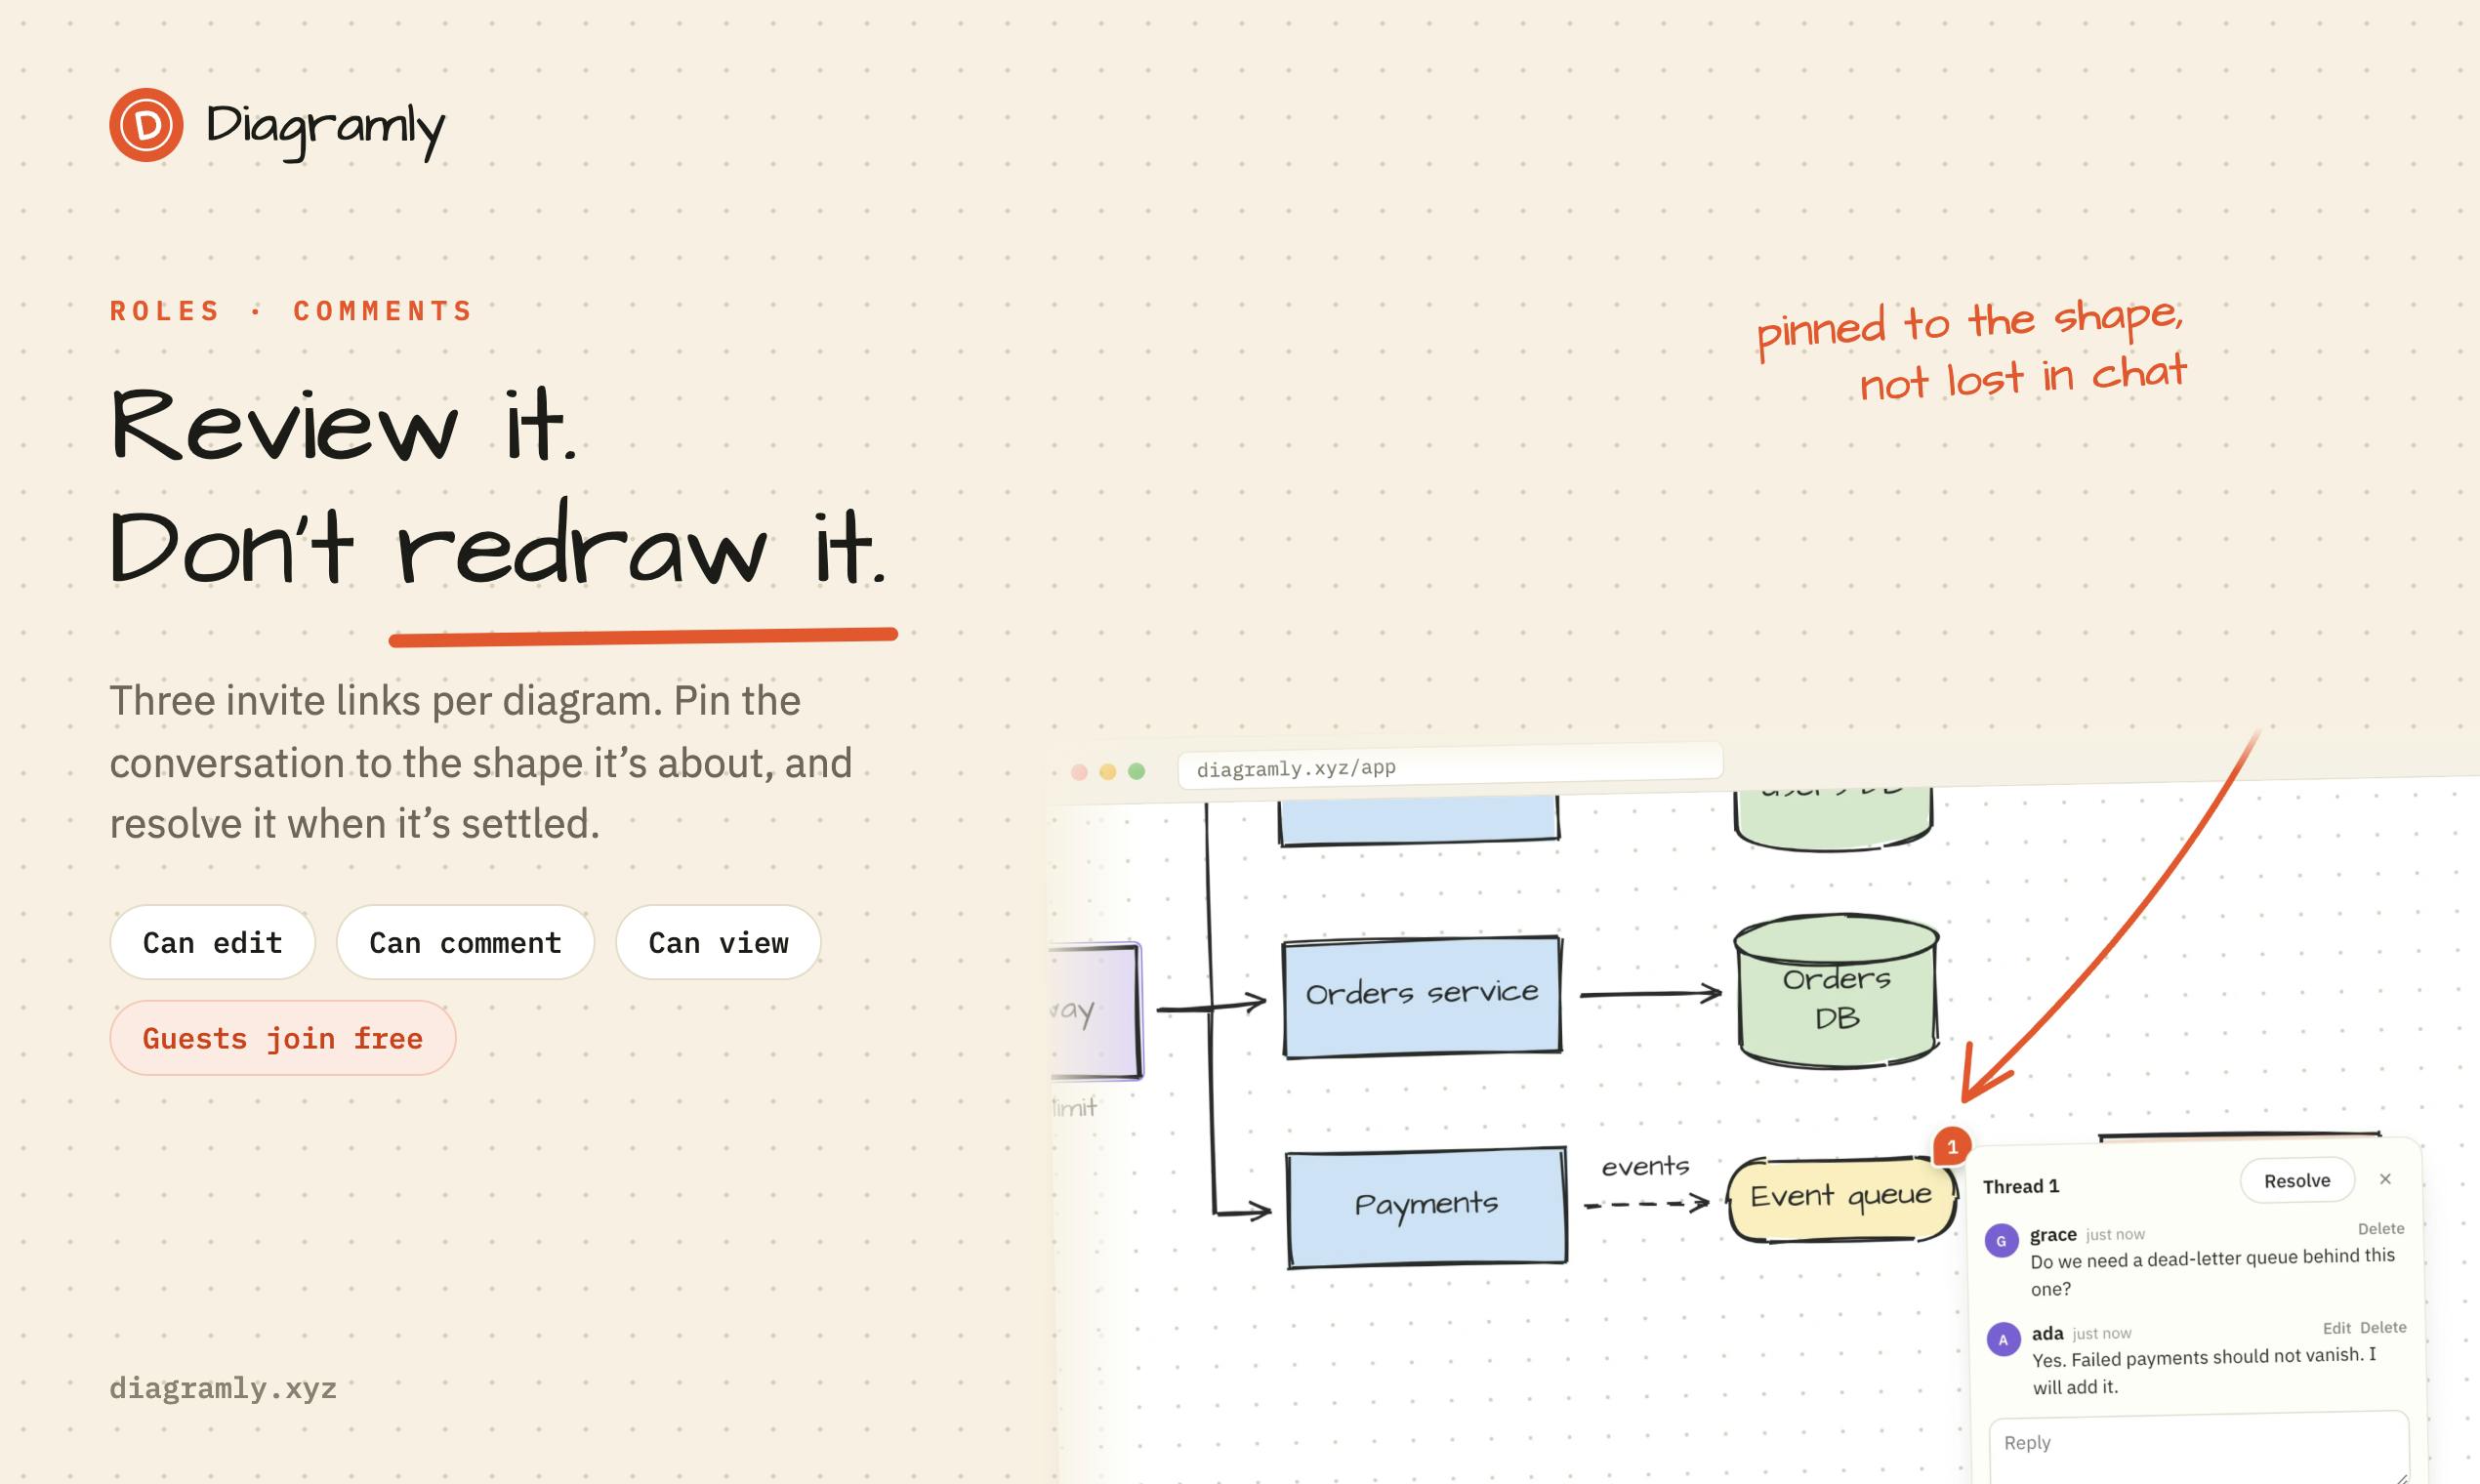 D
Diagramly
ROLES · COMMENTS
Review it.
Don't redraw it.
Three invite links per diagram. Pin the
conversation to the shape it's about, and
resolve it when it's settled.
Can edit
Can comment
Can view
Guests join free
diagramly.xyz
pinned to the shape,
not lost in chat
diagramly.xyz/app
Orders service
Orders
DB
limit
Payments
events
Event queue
1
Thread 1
Resolve
×
G
grace just now
Delete
Do we need a dead-letter queue behind this
one?
A
ada just now
Edit Delete
Yes. Failed payments should not vanish. I
will add it.
Reply